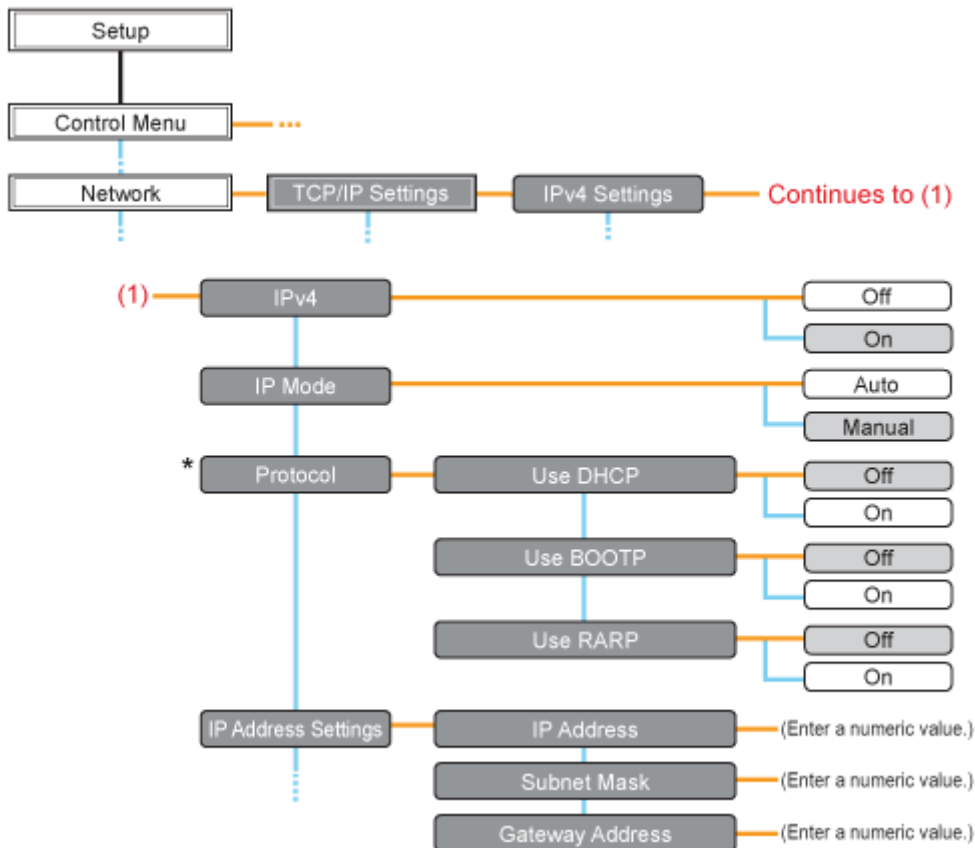 Setup
Control Menu
Network
TCP/IP Settings
IPv4 Settings
Continues to (1)
(1)
IPv4
Off
On
IP Mode
Auto
Manual
*
Protocol
Use DHCP
Off
On
Use BOOTP
Off
On
Use RARP
Off
On
IP Address Settings
IP Address
(Enter a numeric value.)
Subnet Mask
(Enter a numeric value.)
Gateway Address
(Enter a numeric value.)